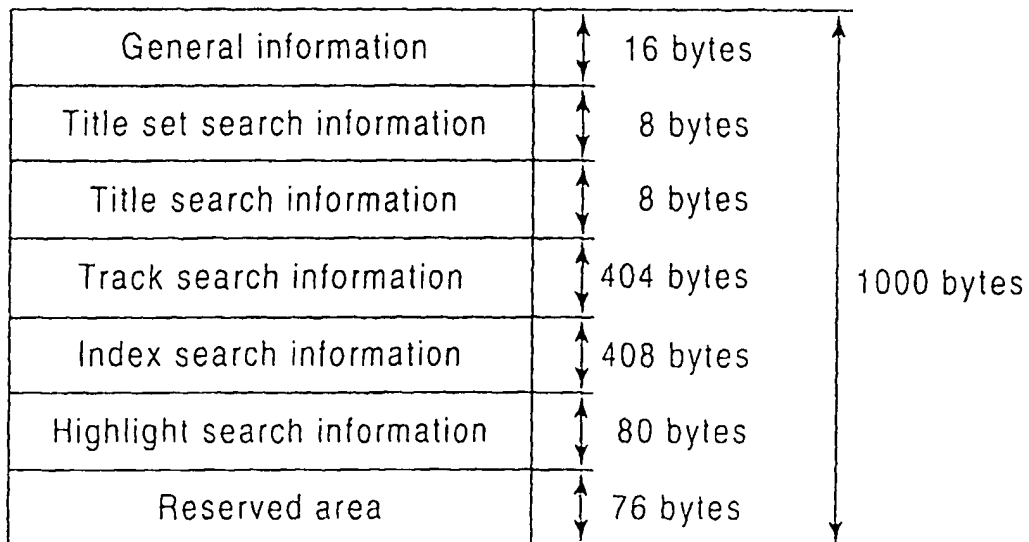 General information 16 bytes
Title set search information 8 bytes
Title search information 8 bytes
Track search information 404 bytes
1000 bytes
Index search information 408 bytes
Highlight search information 80 bytes
Reserved area 76 bytes